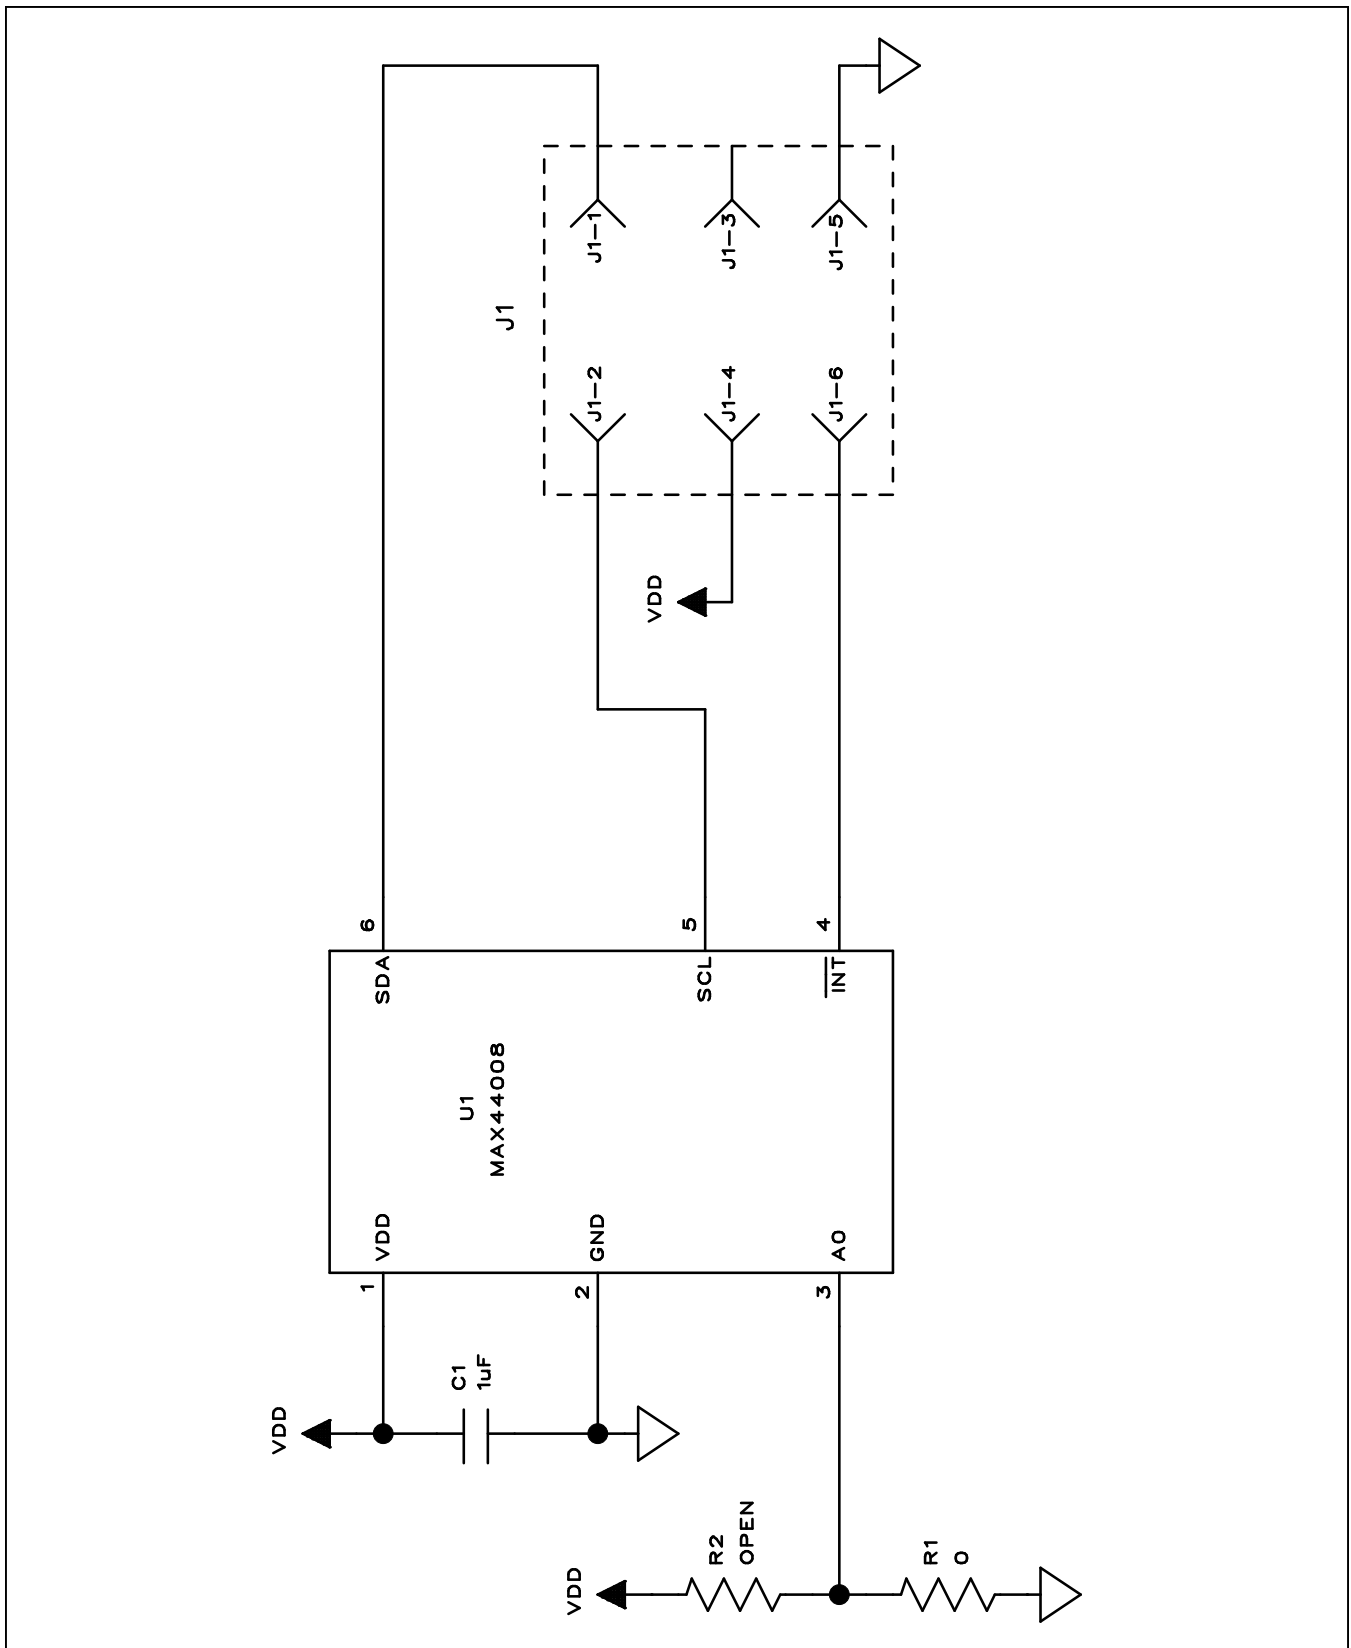 J1
J1-1
J1-3
J1-5
J1-2
J1-4
J1-6
VDD
6
5
4
SDA
SCL
INT
U1
MAX44008
VDD
GND
A0
1
2
3
VDD
C1
1uF
VDD
R2
OPEN
R1
0